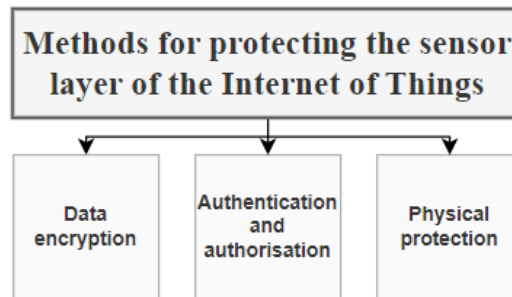 Methods for protecting the sensor
layer of the Internet of Things
Data
encryption
Authentication
and
authorisation
Physical
protection